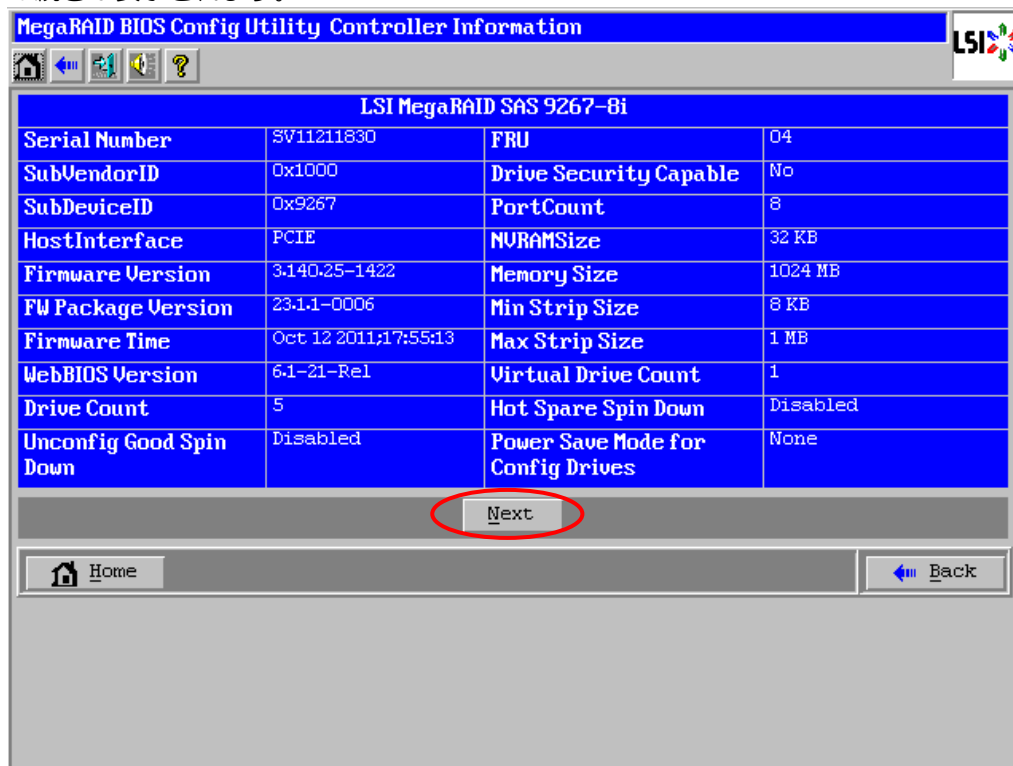 MegaRAID BIOS Config Utility Controller Information
LSI
LSI MegaRAID SAS 9267-8i
Serial Number SV11211830 FRU 04
SubVendorID 0x1000 Drive Security Capable No
SubDeviceID 0x9267 PortCount 8
HostInterface PCIE NVRAMSize 32 KB
Firmware Version 3.140.25-1422 Memory Size 1024 MB
FW Package Version 23.1.1-0006 Min Strip Size 8 KB
Firmware Time Oct 12 2011;17:55:13 Max Strip Size 1 MB
WebBIOS Version 6.1-21-Rel Virtual Drive Count 1
Drive Count 5 Hot Spare Spin Down Disabled
Unconfig Good Spin Disabled Power Save Mode for None
Down Config Drives
Next
Home Back